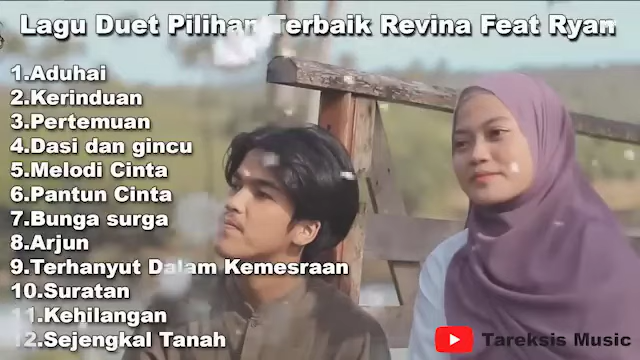 Lagu Duet Pilihan Terbaik Revina Feat Ryan
1.Aduhai
2.Kerinduan
3.Pertemuan
4.Dasi dan gincu
5.Melodi Cinta
6.Pantun Cinta
7.Bunga surga
8.Arjun
9.Terhanyut Dalam Kemesraan
10.Suratan
11.Kehilangan
12.Sejengkal Tanah
Tareksis Music